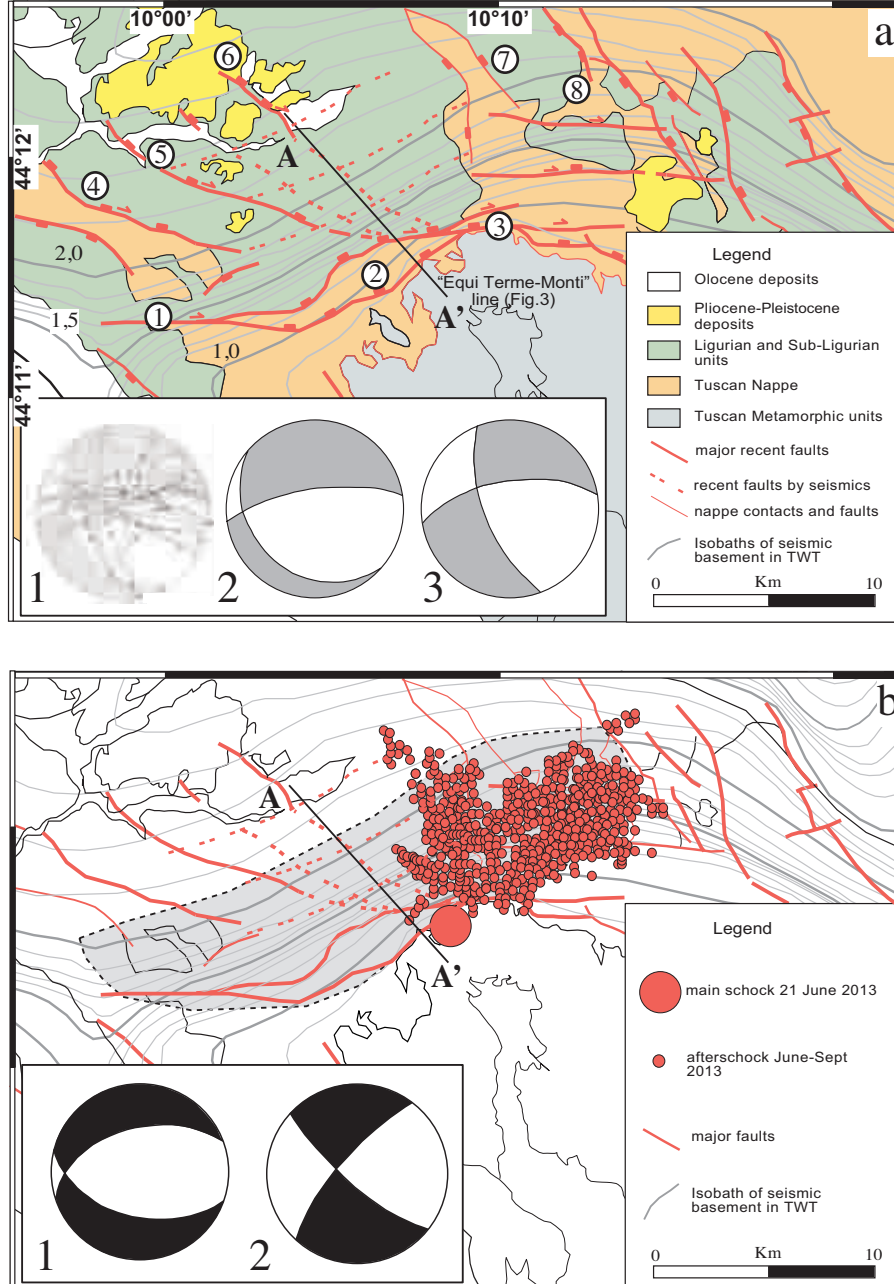 10°00’
10°10’
a
6
7
8
44°12’
A
5
4
3
2,0
2
"Equi Terme-Monti"
line (Fig.3)
A’
1
1,5
1,0
44°11’
1
2
3
Legend
Olocene deposits
Pliocene-Pleistocene
deposits
Ligurian and Sub-Ligurian
units
Tuscan Nappe
Tuscan Metamorphic units
major recent faults
recent faults by seismics
nappe contacts and faults
Isobaths of seismic
basement in TWT
0 Km 10
b
A
A’
1
2
Legend
main schock 21 June 2013
afterschock June-Sept
2013
major faults
Isobath of seismic
basement in TWT
0 Km 10